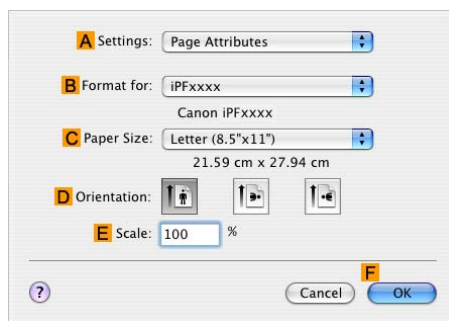 A Settings: Page Attributes
B Format for: iPFxxxx
Canon iPFxxxx
C Paper Size: Letter (8.5"x11")
21.59 cm x 27.94 cm
D Orientation:
E Scale: 100 %
F
? Cancel OK